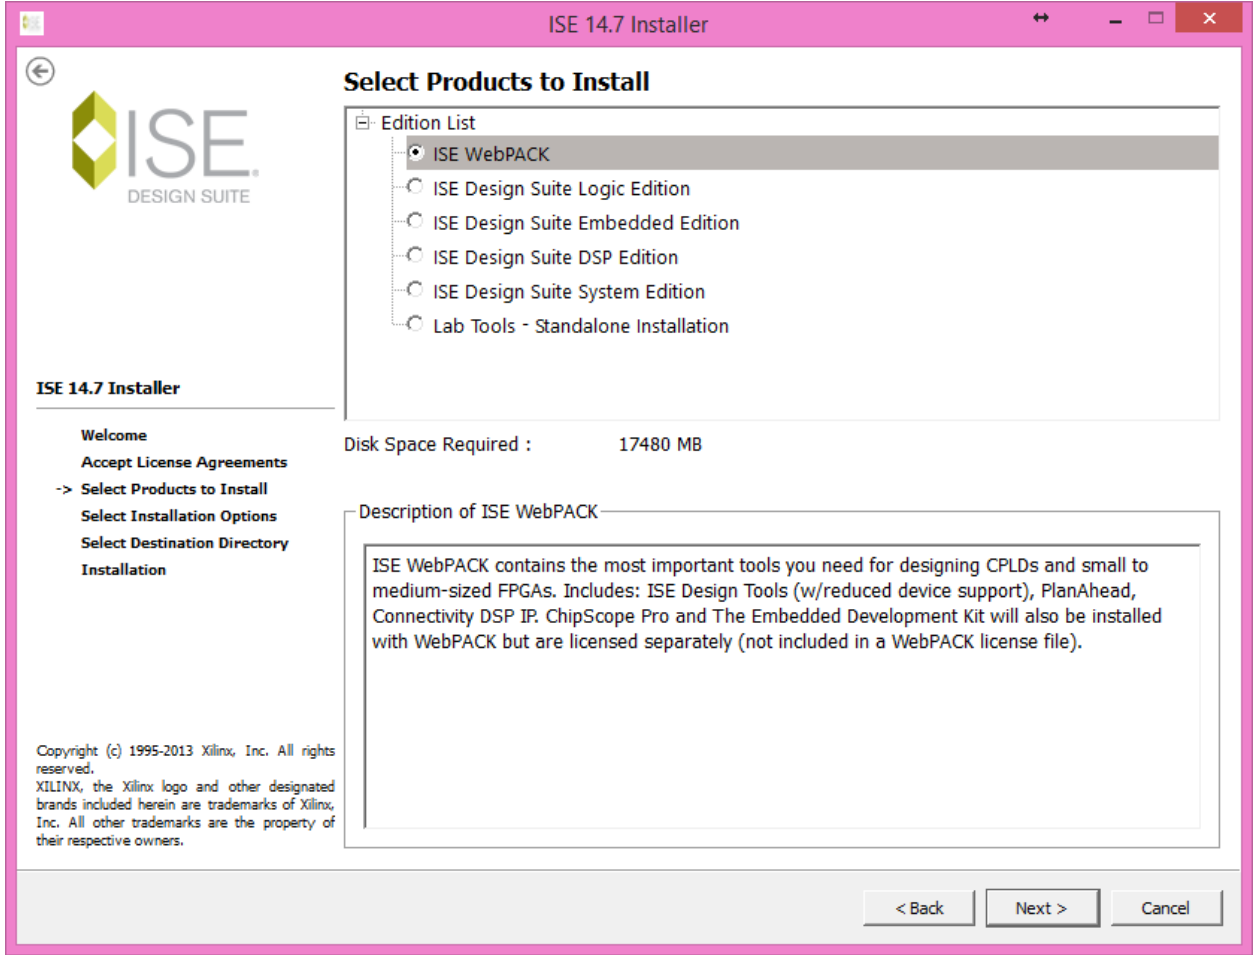 ISE 14.7 Installer
ISE®
DESIGN SUITE
ISE 14.7 Installer
Welcome
Accept License Agreements
-> Select Products to Install
Select Installation Options
Select Destination Directory
Installation
Copyright (c) 1995-2013 Xilinx, Inc. All rights
reserved.
XILINX, the Xilinx logo and other designated
brands included herein are trademarks of Xilinx,
Inc. All other trademarks are the property of
their respective owners.
Select Products to Install
Edition List
ISE WebPACK
ISE Design Suite Logic Edition
ISE Design Suite Embedded Edition
ISE Design Suite DSP Edition
ISE Design Suite System Edition
Lab Tools - Standalone Installation
Disk Space Required : 17480 MB
Description of ISE WebPACK
ISE WebPACK contains the most important tools you need for designing CPLDs and small to
medium-sized FPGAs. Includes: ISE Design Tools (w/reduced device support), PlanAhead,
Connectivity DSP IP. ChipScope Pro and The Embedded Development Kit will also be installed
with WebPACK but are licensed separately (not included in a WebPACK license file).
< Back
Next >
Cancel